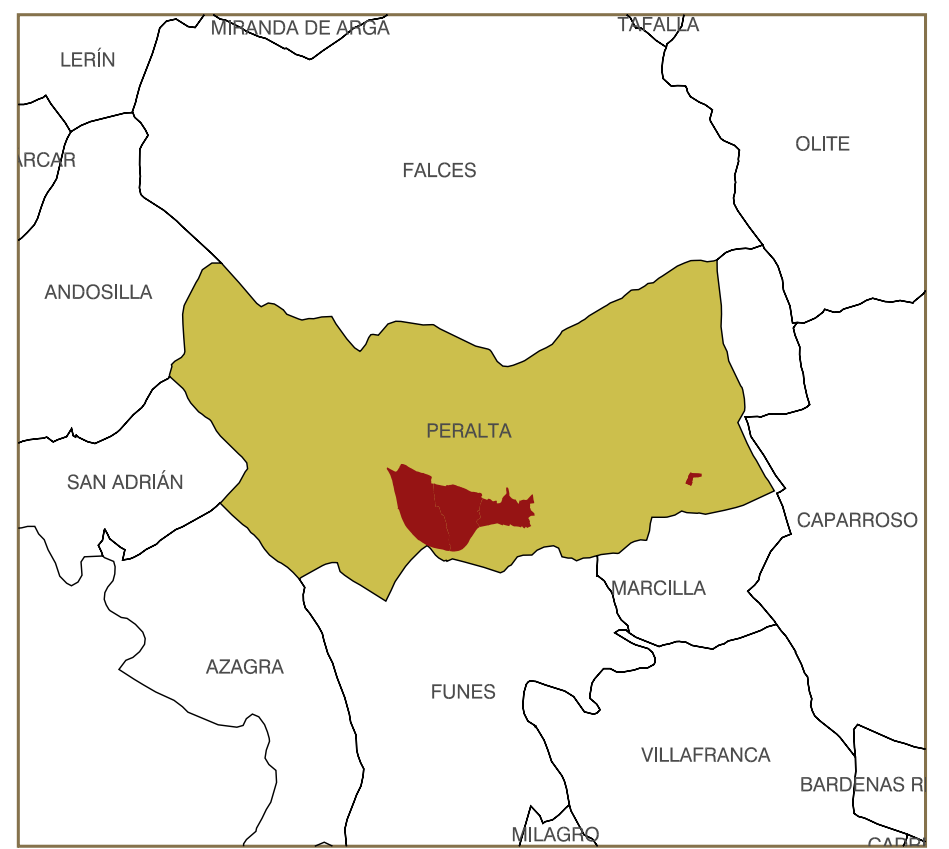 MIRANDA DE ARGA
TAFALLA
LERÍN
OLITE
ARCAR
FALCES
ANDOSILLA
PERALTA
SAN ADRIÁN
CAPARROSO
MARCILLA
AZAGRA
FUNES
VILLAFRANCA
BARDENAS R
MILAGRO